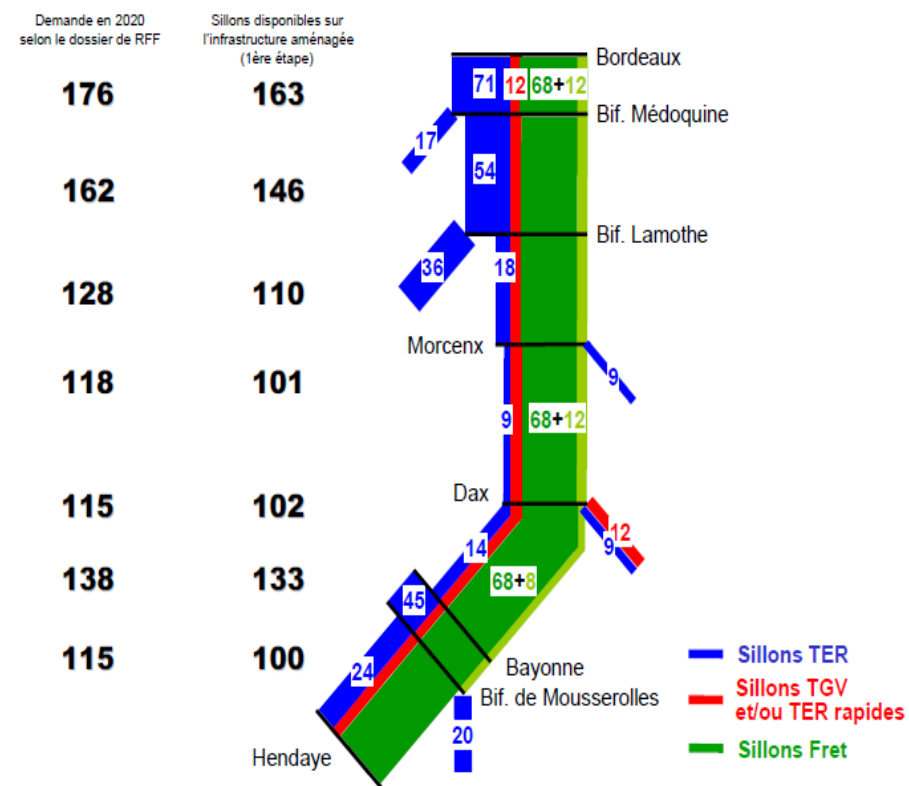 Demande en 2020
selon le dossier de RFF
Sillons disponibles sur
l'infrastructure aménagée
(1ère étape)
176
163
162
146
128
110
118
101
115
102
138
133
115
100
Bordeaux
71
12
68+12
Bif. Médoquine
17
54
Bif. Lamothe
36
18
Morcenx
9
9
68+12
Dax
12
9
14
68+8
45
24
Bayonne
Bif. de Mousserolles
20
Hendaye
Sillons TER
Sillons TGV
et/ou TER rapides
Sillons Fret